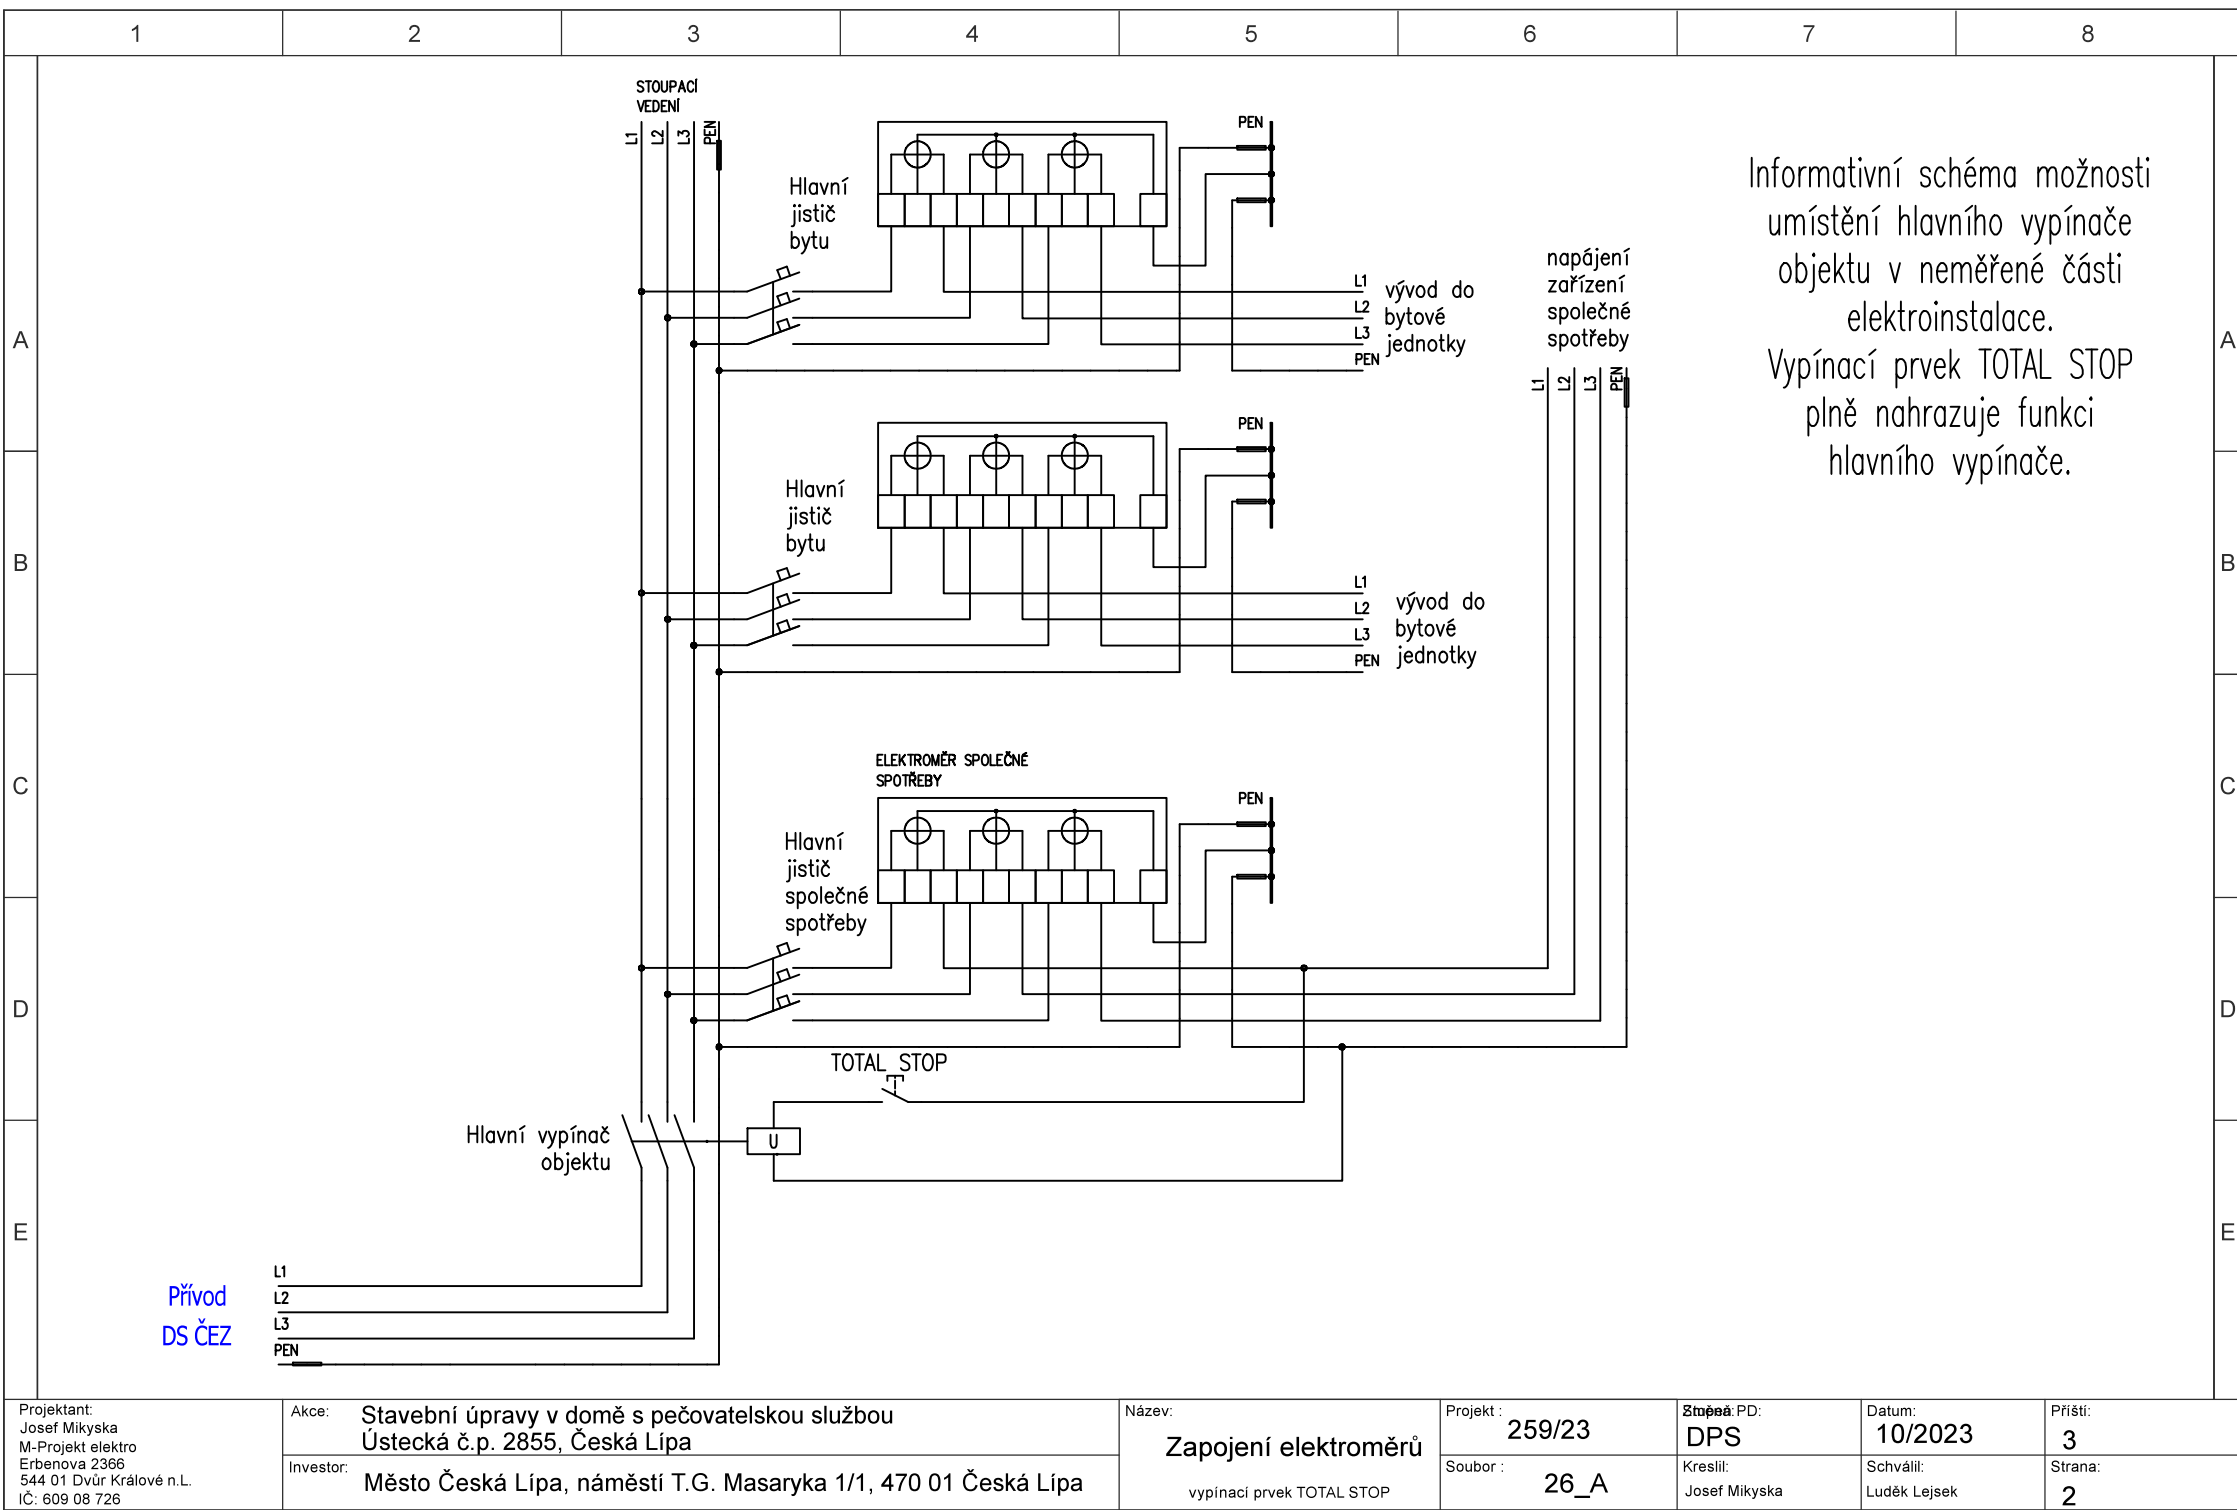 1 2 3 4 5 6 7 8
STOUPACÍ
VEDENÍ
L1 L2 L3 PEN
Hlavní
jistič
bytu
PEN
L1
L2
L3
PEN
vývod do
bytové
jednotky
napájení
zařízení
společné
spotřeby
L1 L2 L3 PEN
Informativní schéma možnosti
umístění hlavního vypínače
objektu v neměřené části
elektroinstalace.
Vypínací prvek TOTAL STOP
plně nahrazuje funkci
hlavního vypínače.
A A
Hlavní
jistič
bytu
PEN
L1
L2
L3
PEN
vývod do
bytové
jednotky
B B
ELEKTROMĚR SPOLEČNÉ
SPOTŘEBY
PEN
C C
Hlavní
jistič
společné
spotřeby
D D
TOTAL STOP
Hlavní vypínač
objektu
U
E E
Přívod
DS ČEZ
L1
L2
L3
PEN
Projektant:
Josef Mikyska
M-Projekt elektro
Erbenova 2366
544 01 Dvůr Králové n.L.
IČ: 609 08 726
Akce: Stavební úpravy v domě s pečovatelskou službou
Ústecká č.p. 2855, Česká Lípa
Investor: Město Česká Lípa, náměstí T.G. Masaryka 1/1, 470 01 Česká Lípa
Název:
Zapojení elektroměrů
vypínací prvek TOTAL STOP
Projekt : 259/23
Soubor : 26_A
PD:
DPS
Kreslil:
Josef Mikyska
Datum:
10/2023
Schválil:
Luděk Lejsek
Příští:
3
Strana:
2